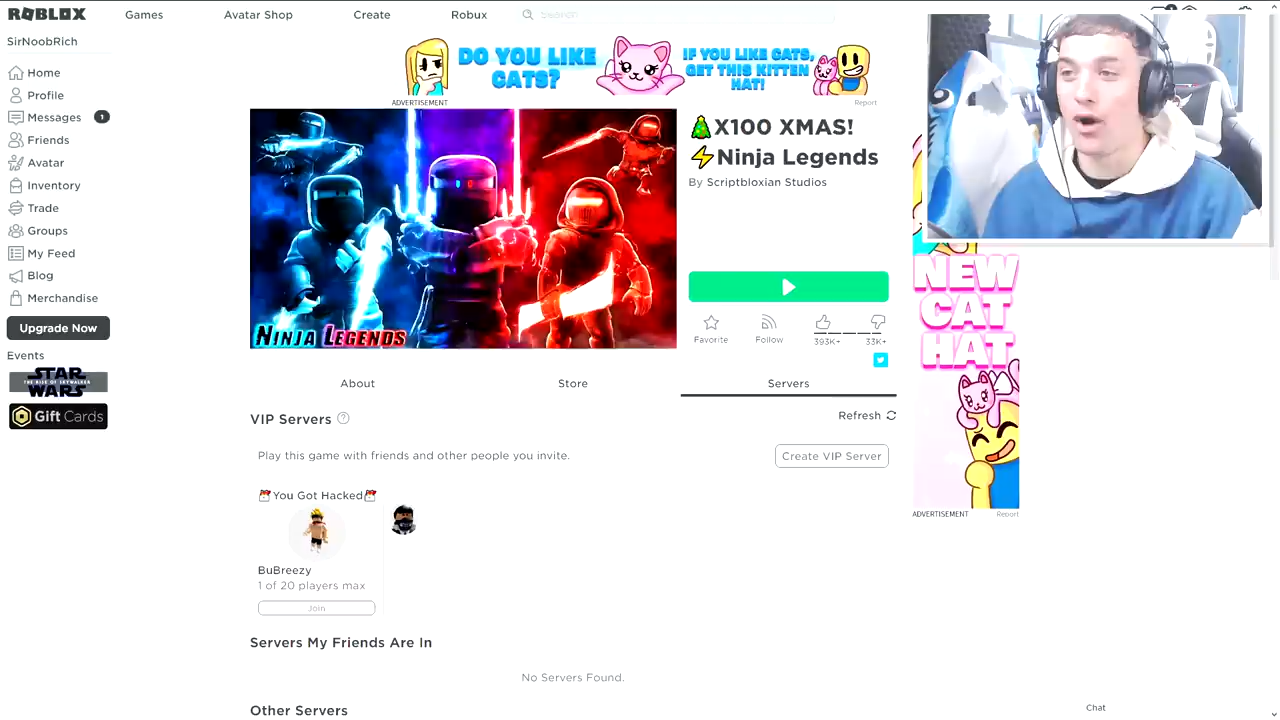 ROBLOX
Games
Avatar Shop
Create
Robux
Search
SirNoobRich
Home
Profile
Messages
1
Friends
Avatar
Inventory
Trade
Groups
My Feed
Blog
Merchandise
Upgrade Now
Events
STAR
THE RISE OF SKYWALKER
WARS
Gift Cards
DO YOU LIKE
CATS?
IF YOU LIKE CATS,
GET THIS KITTEN
HAT!
ADVERTISEMENT
Report
NINJA LEGENDS
X100 XMAS!
Ninja Legends
By Scriptbloxian Studios
Favorite
Follow
393K+
33K+
About
Store
Servers
VIP Servers
Refresh
Play this game with friends and other people you invite.
Create VIP Server
You Got Hacked
BuBreezy
1 of 20 players max
Join
Servers My Friends Are In
No Servers Found.
Other Servers
NEW
CAT
HAT
ADVERTISEMENT
Report
Chat